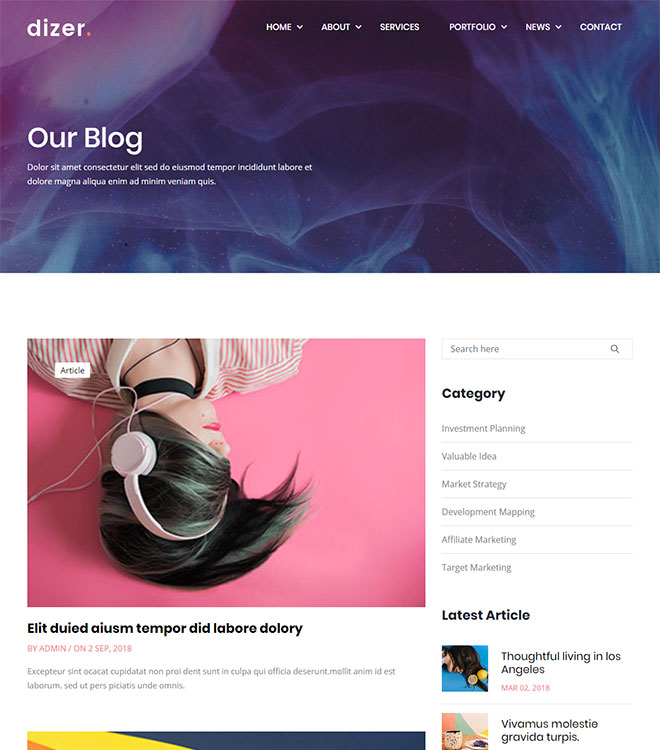 dizer.
HOME
ABOUT
SERVICES
PORTFOLIO
NEWS
CONTACT
Our Blog
Dolor sit amet consectetur elit sed do eiusmod tempor incididunt labore et
dolore magna aliqua enim ad minim veniam quis.
Article
Elit duied aiusm tempor did labore dolory
BY ADMIN / ON 2 SEP, 2018
Excepteur sint ocacat cupidatat non proi dent sunt in culpa qui officia deserunt.mollit anim id est
laborum. sed ut pers piciatis unde omnis.
Search here
Category
Investment Planning
Valuable Idea
Market Strategy
Development Mapping
Affiliate Marketing
Target Marketing
Latest Article
Thoughtful living in los
Angeles
MAR 02, 2018
Vivamus molestie
gravida turpis.